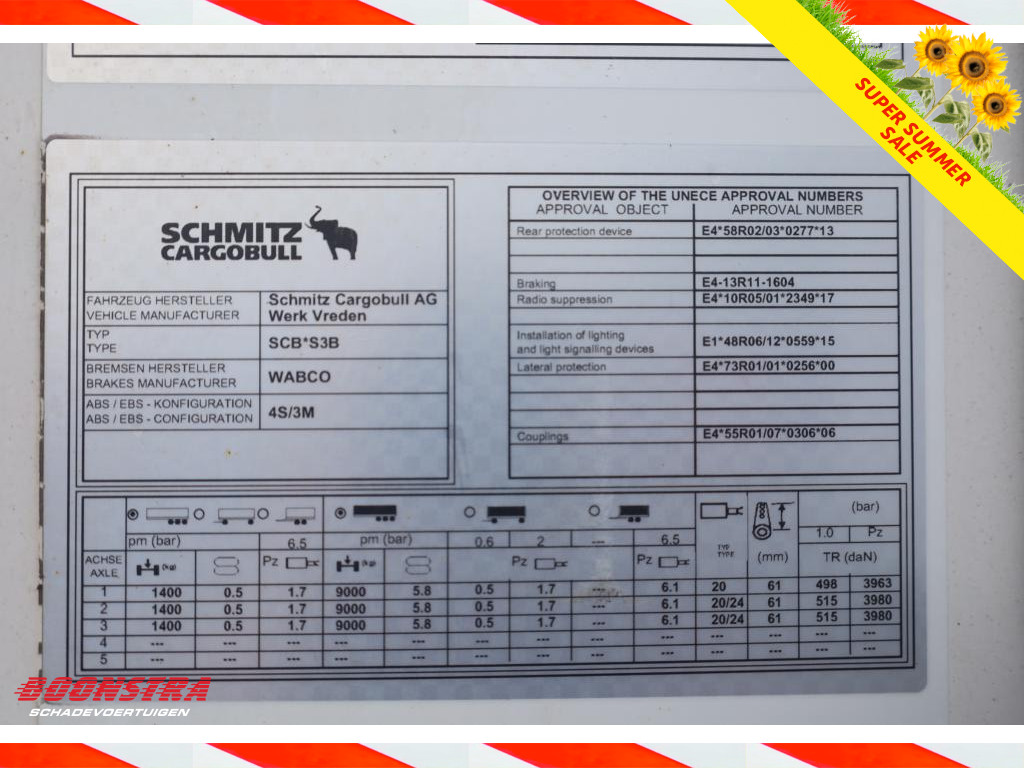 SUPER SUMMER
SALE
SCHMITZ
CARGOBULL
FAHRZEUG HERSTELLER
VEHICLE MANUFACTURER
Schmitz Cargobull AG
Werk Vreden
TYP
TYPE
SCB*S3B
BREMSEN HERSTELLER
BRAKES MANUFACTURER
WABCO
ABS / EBS - KONFIGURATION
ABS / EBS - CONFIGURATION
4S/3M
OVERVIEW OF THE UNECE APPROVAL NUMBERS
APPROVAL OBJECT APPROVAL NUMBER
Rear protection device E4*58R02/03*0277*13
Braking E4-13R11-1604
Radio suppression E4*10R05/01*2349*17
Installation of lighting
and light signalling devices E1*48R06/12*0559*15
Lateral protection E4*73R01/01*0256*00
Couplings E4*55R01/07*0306*06
(bar)
pm (bar) 6.5 pm (bar) 0.6 2 --- 6.5 TYP TYPE (mm) 1.0 Pz
ACHSE
AXLE (kg) Pz (kg) Pz Pz TR (daN)
1 1400 0.5 1.7 9000 5.8 0.5 1.7 --- 6.1 20 61 498 3963
2 1400 0.5 1.7 9000 5.8 0.5 1.7 --- 6.1 20/24 61 515 3980
3 1400 0.5 1.7 9000 5.8 0.5 1.7 --- 6.1 20/24 61 515 3980
4 --- --- --- --- --- --- --- --- --- --- --- --- ---
5 --- --- --- --- --- --- --- --- --- --- --- --- ---
BOONSTRA
SCHADEVOERTUIGEN